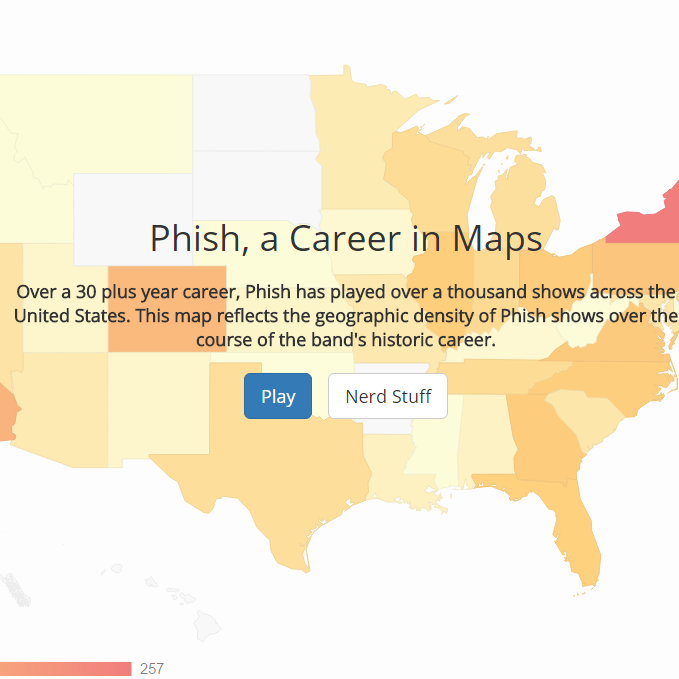 Phish, a Career in Maps
Over a 30 plus year career, Phish has played over a thousand shows across the
United States. This map reflects the geographic density of Phish shows over the
course of the band's historic career.
Play
Nerd Stuff
257